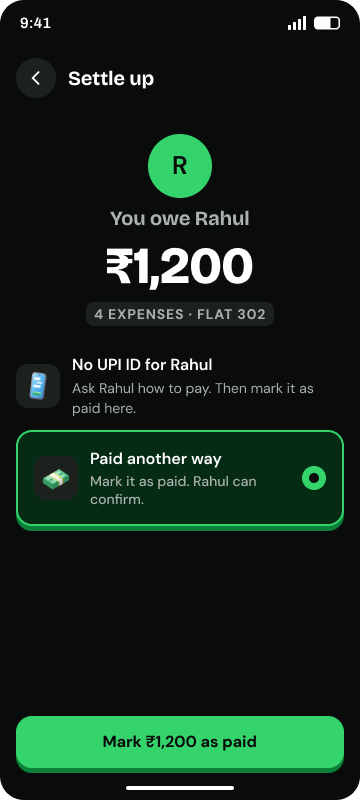 9:41
Settle up
R
You owe Rahul
₹1,200
4 EXPENSES · FLAT 302
No UPI ID for Rahul
Ask Rahul how to pay. Then mark it as
paid here.
Paid another way
Mark it as paid. Rahul can
confirm.
Mark ₹1,200 as paid